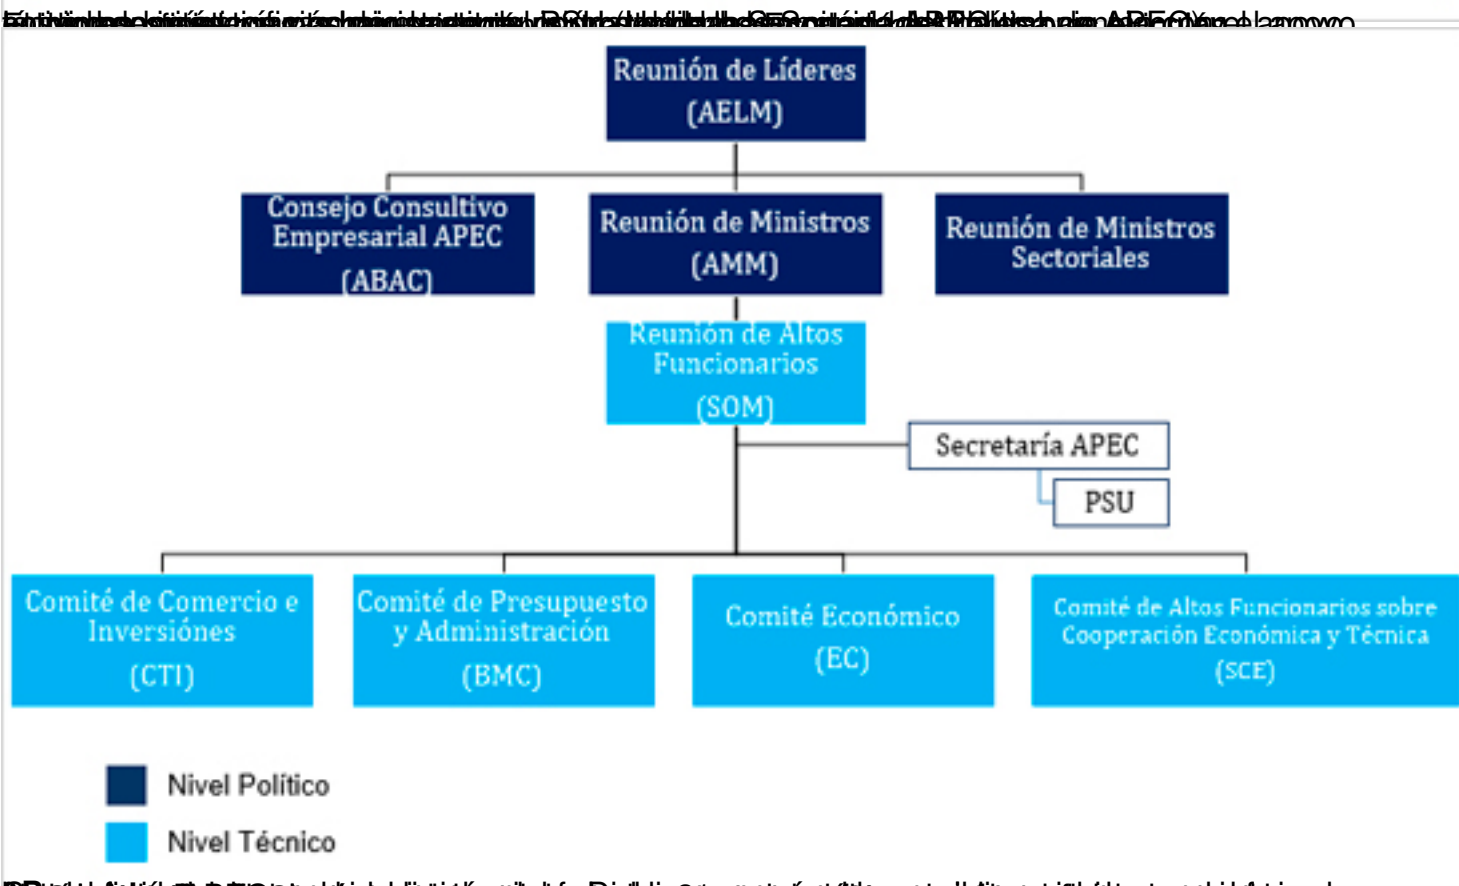 Reunión de Líderes
(AELM)
Consejo Consultivo
Empresarial APEC
(ABAC)
Reunión de Ministros
(AMM)
Reunión de Ministros
Sectoriales
Reunión de Altos
Funcionarios
(SOM)
Secretaría APEC
PSU
Comité de Comercio e
Inversiónes
(CTI)
Comité de Presupuesto
y Administración
(BMC)
Comité Económico
(EC)
Comité de Altos Funcionarios sobre
Cooperación Económica y Técnica
(SCE)
Nivel Político
Nivel Técnico